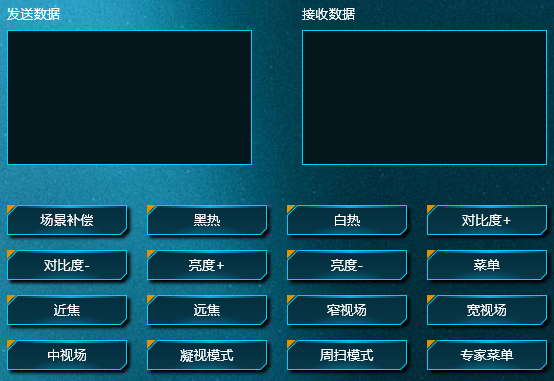 发送数据
接收数据
场景补偿
黑热
白热
对比度+
对比度-
亮度+
亮度-
菜单
近焦
远焦
窄视场
宽视场
中视场
凝视模式
周扫模式
专家菜单